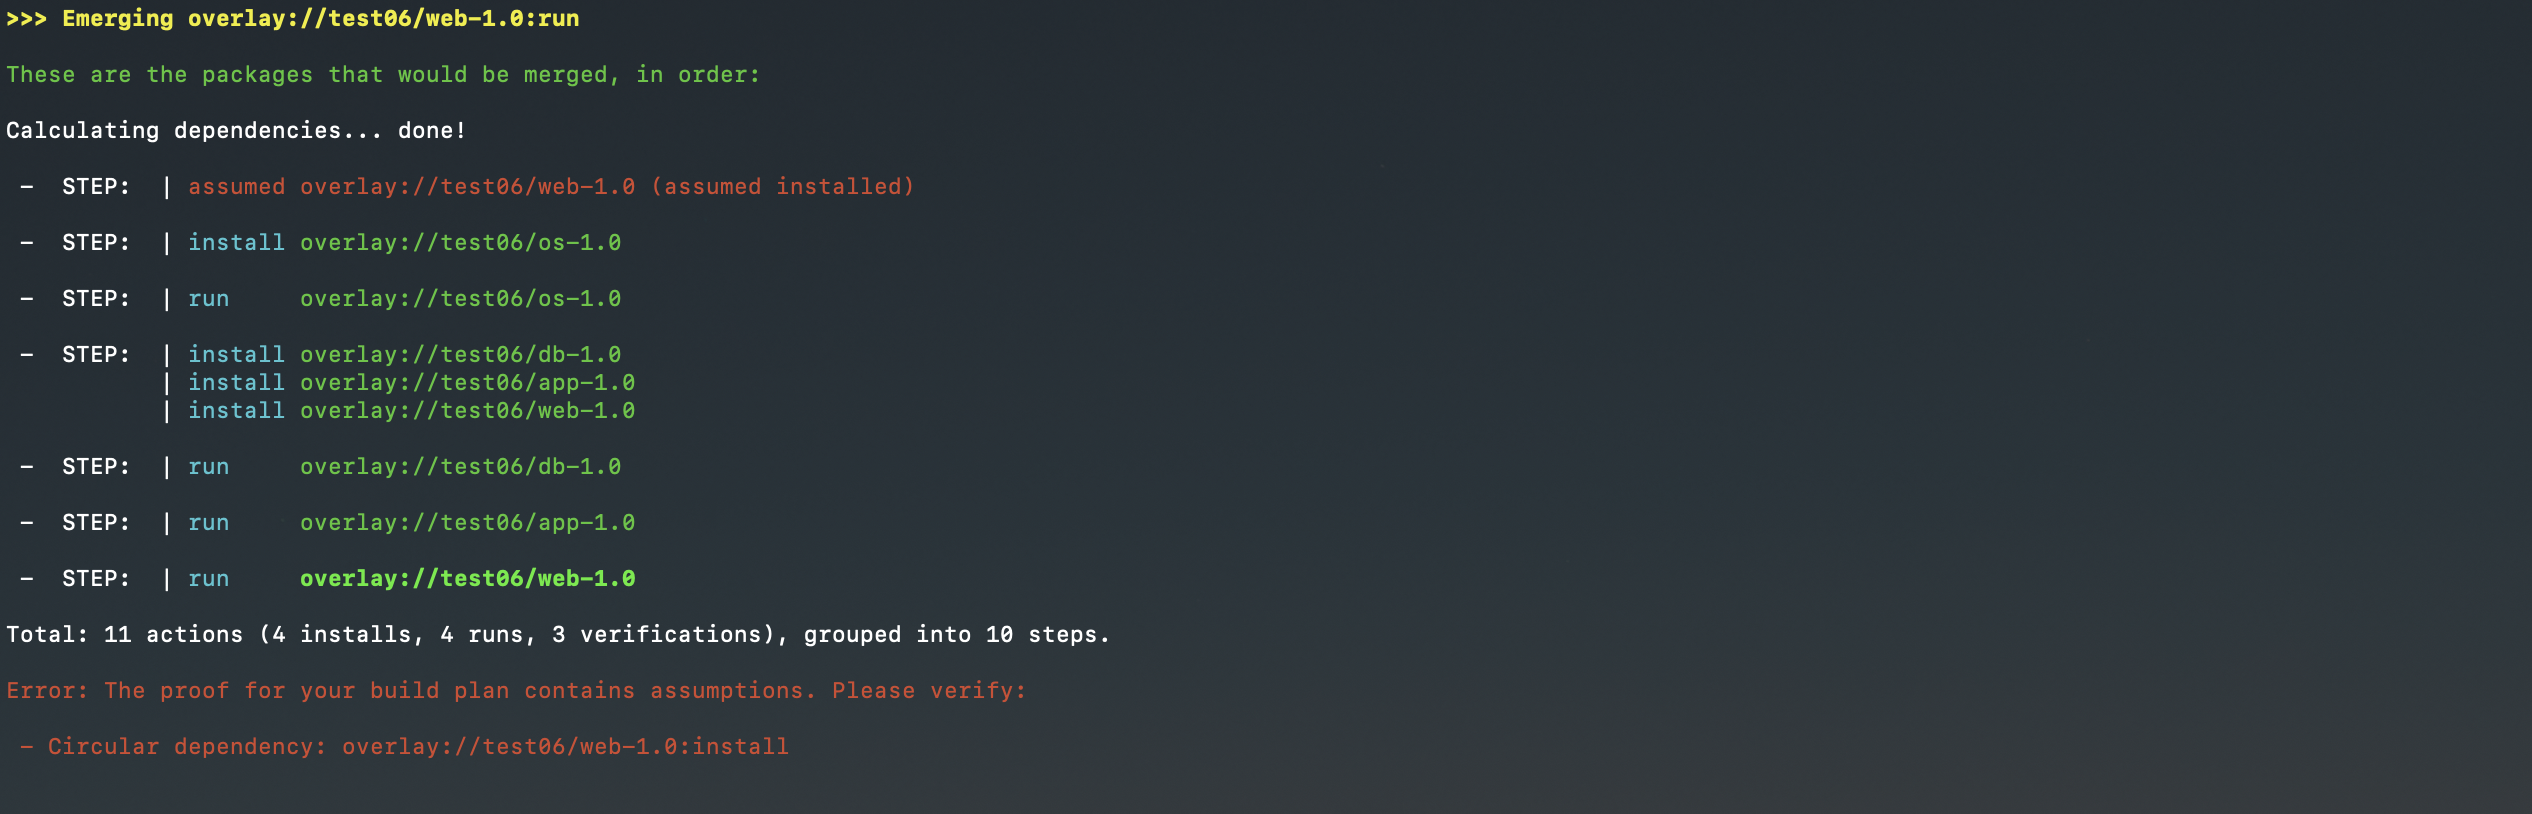 >>> Emerging overlay://test06/web-1.0:run
These are the packages that would be merged, in order:
Calculating dependencies... done!
 -  STEP:  | assumed overlay://test06/web-1.0 (assumed installed)
 -  STEP:  | install overlay://test06/os-1.0
 -  STEP:  | run     overlay://test06/os-1.0
 -  STEP:  | install overlay://test06/db-1.0
           | install overlay://test06/app-1.0
           | install overlay://test06/web-1.0
 -  STEP:  | run     overlay://test06/db-1.0
 -  STEP:  | run     overlay://test06/app-1.0
 -  STEP:  | run     overlay://test06/web-1.0
Total: 11 actions (4 installs, 4 runs, 3 verifications), grouped into 10 steps.
Error: The proof for your build plan contains assumptions. Please verify:
 - Circular dependency: overlay://test06/web-1.0:install